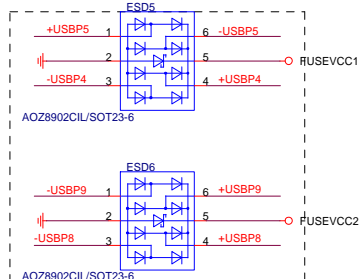 ESD5
+USBP5 1 6 -USBP5
2 5 FUSEVCC1
-USBP4 3 4 +USBP4
AOZ8902CIL/SOT23-6
ESD6
-USBP9 1 6 +USBP9
2 5 FUSEVCC2
-USBP8 3 4 +USBP8
AOZ8902CIL/SOT23-6